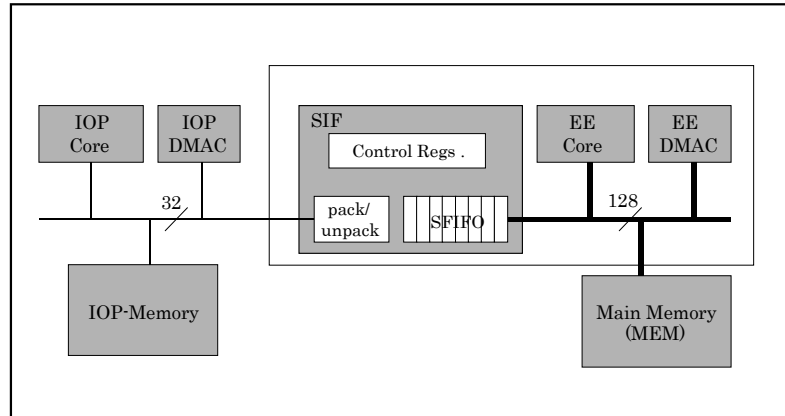 IOP
Core
IOP
DMAC
SIF
Control Regs .
EE
Core
EE
DMAC
32
pack/
unpack
SFIFO
128
IOP-Memory
Main Memory
(MEM)